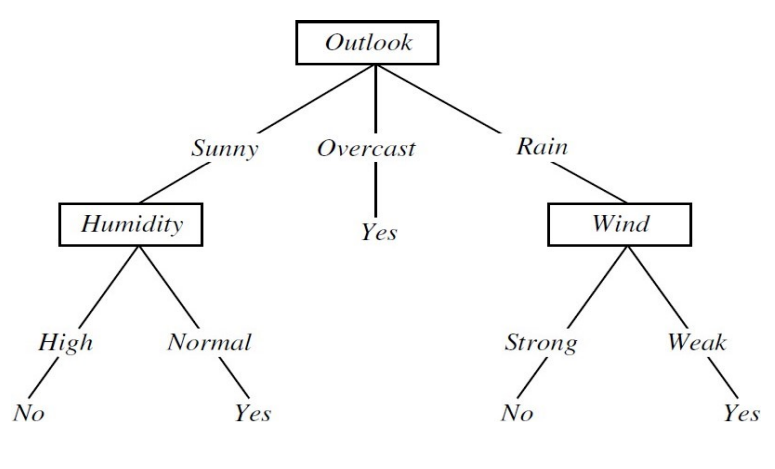 Outlook
Sunny Overcast Rain
Humidity Yes Wind
High Normal Strong Weak
No Yes No Yes